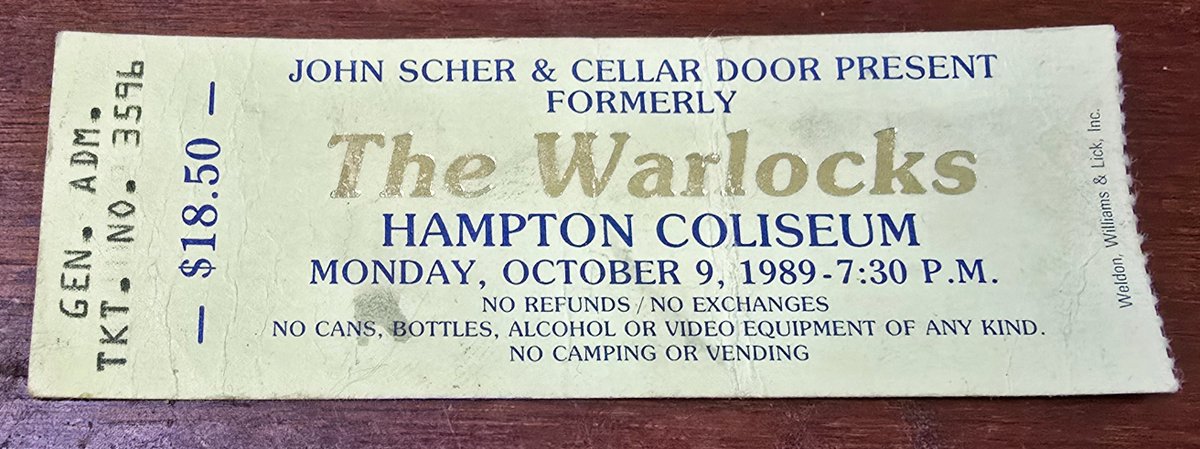 GEN. ADM.
TKT. NO. 3596
— $18.50 —
JOHN SCHER & CELLAR DOOR PRESENT
FORMERLY
The Warlocks
HAMPTON COLISEUM
MONDAY, OCTOBER 9, 1989-7:30 P.M.
NO REFUNDS / NO EXCHANGES
NO CANS, BOTTLES, ALCOHOL OR VIDEO EQUIPMENT OF ANY KIND.
NO CAMPING OR VENDING
Weldon, Williams & Lick, Inc.